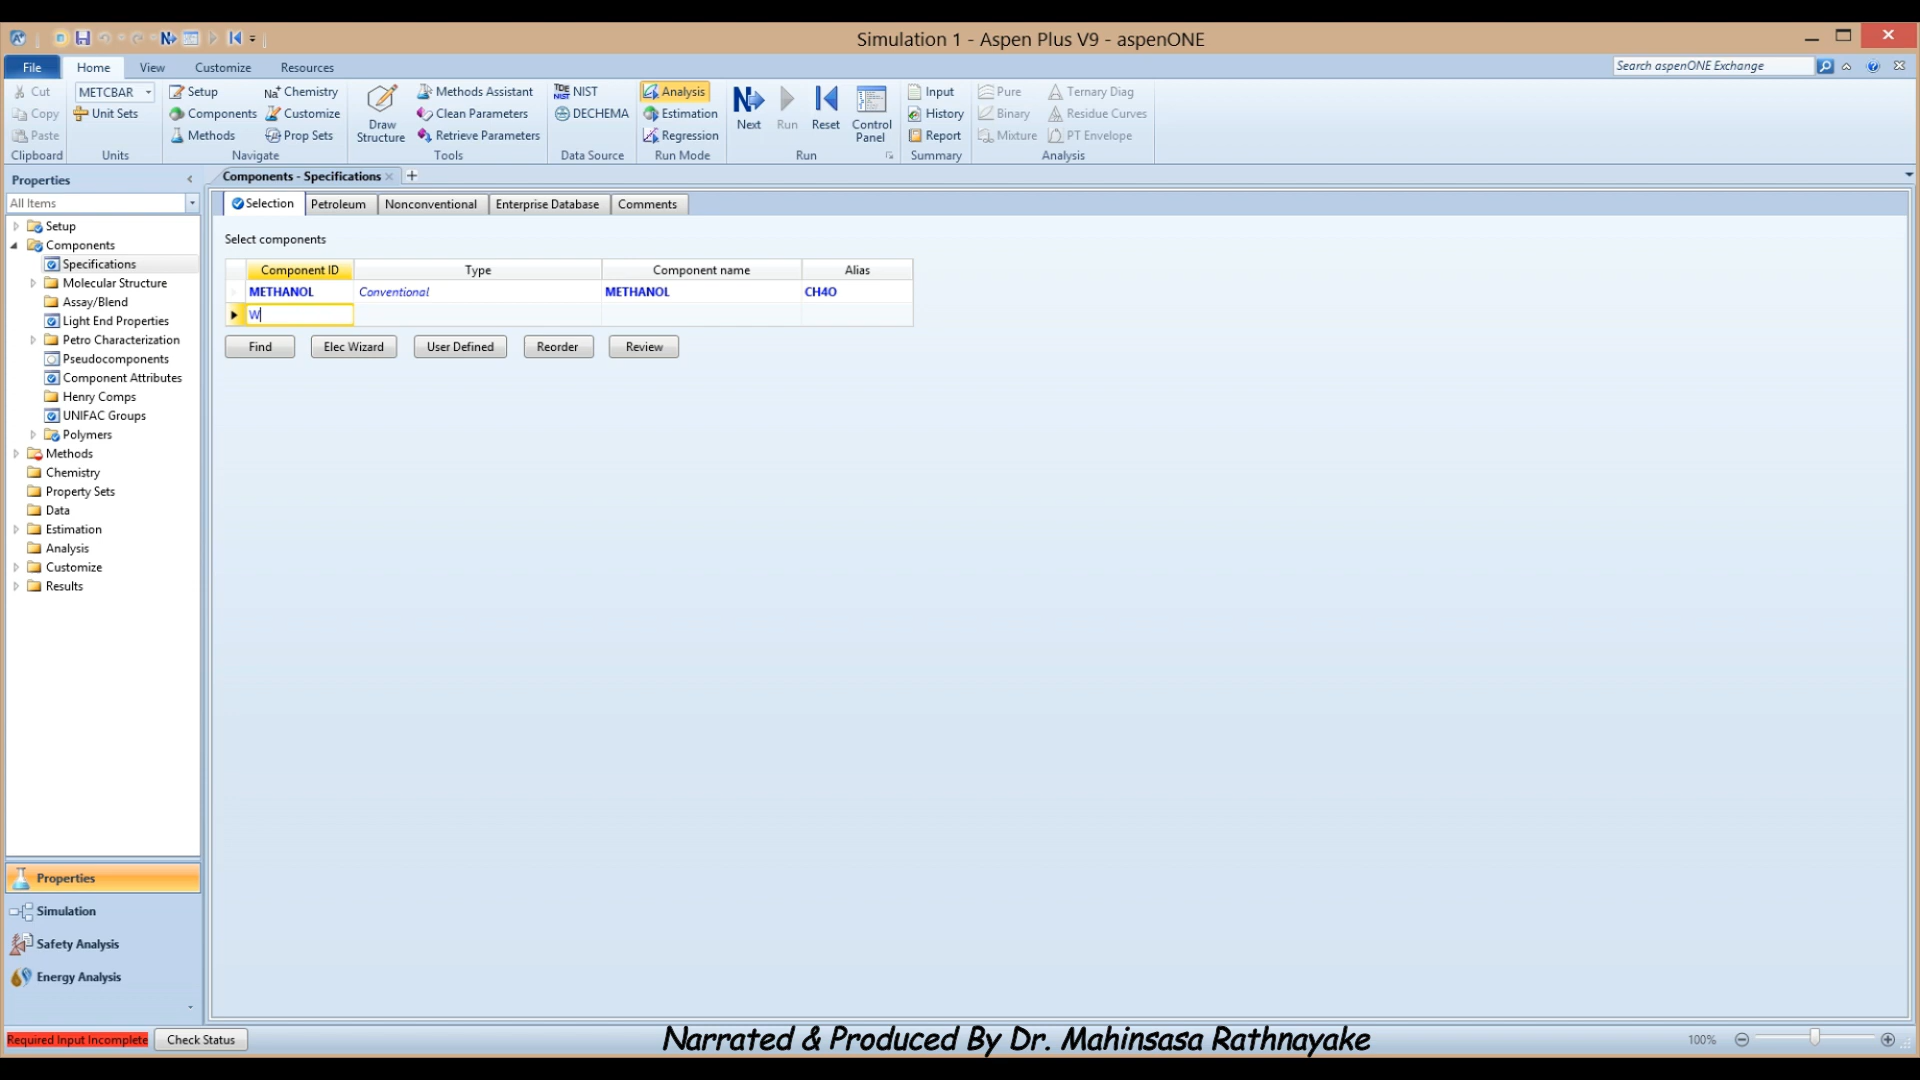 Simulation 1 - Aspen Plus V9 - aspenONE
File Home View Customize Resources Search aspenONE Exchange
Cut METCBAR Setup Chemistry Methods Assistant NIST Analysis Input Pure Ternary Diag
Copy Unit Sets Components Customize Clean Parameters DECHEMA Estimation History Binary Residue Curves
Paste Methods Prop Sets Draw Structure Retrieve Parameters Regression Next Run Reset Control Panel Report Mixture PT Envelope
Clipboard Units Navigate Tools Data Source Run Mode Run Summary Analysis
Properties Components - Specifications
All Items Selection Petroleum Nonconventional Enterprise Database Comments
Setup
Components
Specifications
Molecular Structure
Assay/Blend
Light End Properties
Petro Characterization
Pseudocomponents
Component Attributes
Henry Comps
UNIFAC Groups
Polymers
Methods
Chemistry
Property Sets
Data
Estimation
Analysis
Customize
Results
Select components
Component ID Type Component name Alias
METHANOL Conventional METHANOL CH4O
W
Find Elec Wizard User Defined Reorder Review
Properties
Simulation
Safety Analysis
Energy Analysis
Required Input Incomplete Check Status
Narrated & Produced By Dr. Mahinsasa Rathnayake
100%